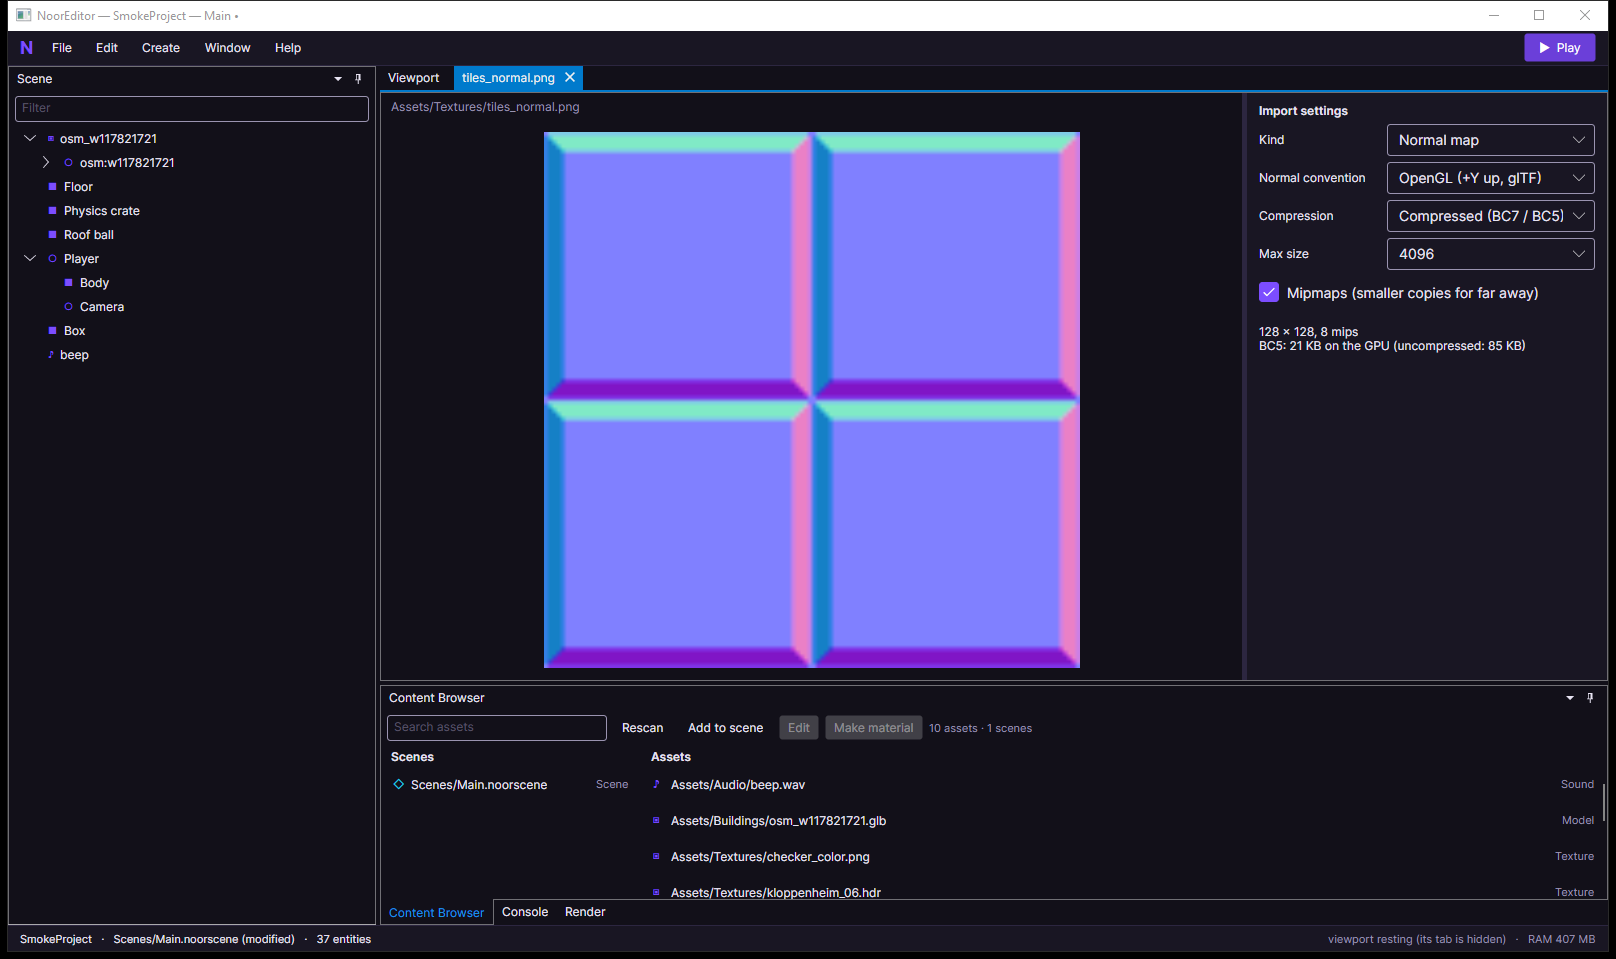 NoorEditor — SmokeProject — Main •
N File Edit Create Window Help
Play
Scene
Filter
osm_w117821721
osm:w117821721
Floor
Physics crate
Roof ball
Player
Body
Camera
Box
beep
Viewport tiles_normal.png
Assets/Textures/tiles_normal.png
Import settings
Kind Normal map
Normal convention OpenGL (+Y up, glTF)
Compression Compressed (BC7 / BC5)
Max size 4096
Mipmaps (smaller copies for far away)
128 × 128, 8 mips
BC5: 21 KB on the GPU (uncompressed: 85 KB)
Content Browser
Search assets Rescan Add to scene Edit Make material 10 assets · 1 scenes
Scenes
Scenes/Main.noorscene Scene
Assets
Assets/Audio/beep.wav Sound
Assets/Buildings/osm_w117821721.glb Model
Assets/Textures/checker_color.png Texture
Assets/Textures/kloppenheim_06.hdr Texture
Content Browser Console Render
SmokeProject · Scenes/Main.noorscene (modified) · 37 entities
viewport resting (its tab is hidden) · RAM 407 MB